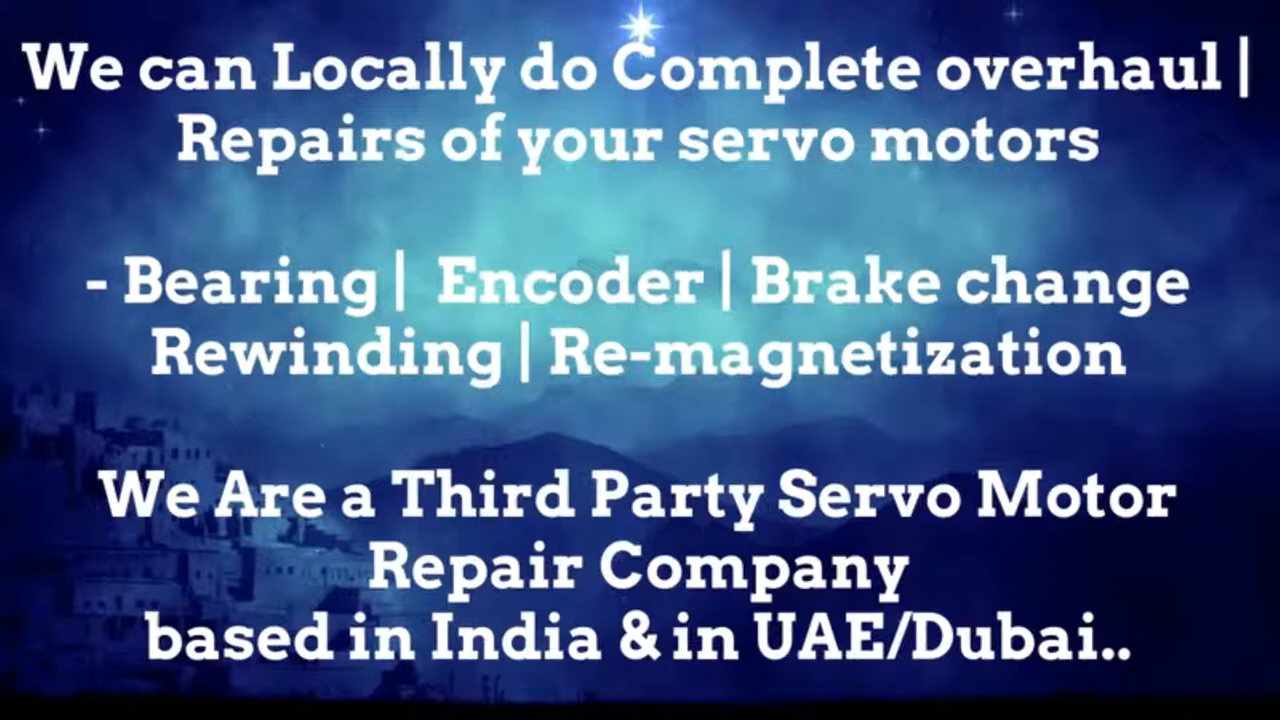 We can Locally do Complete overhaul |
Repairs of your servo motors
- Bearing | Encoder | Brake change
Rewinding | Re-magnetization
We Are a Third Party Servo Motor
Repair Company
based in India & in UAE/Dubai..